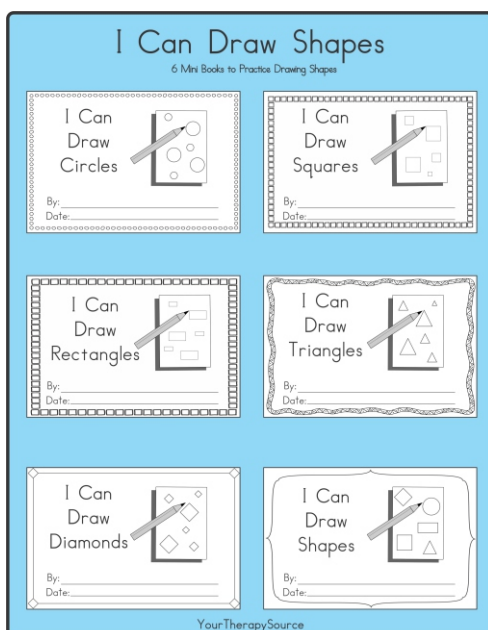 I Can Draw Shapes
6 Mini Books to Practice Drawing Shapes
I Can
Draw
Circles
By:
Date:
I Can
Draw
Squares
By:
Date:
I Can
Draw
Rectangles
By:
Date:
I Can
Draw
Triangles
By:
Date:
I Can
Draw
Diamonds
By:
Date:
I Can
Draw
Shapes
By:
Date:
YourTherapySource